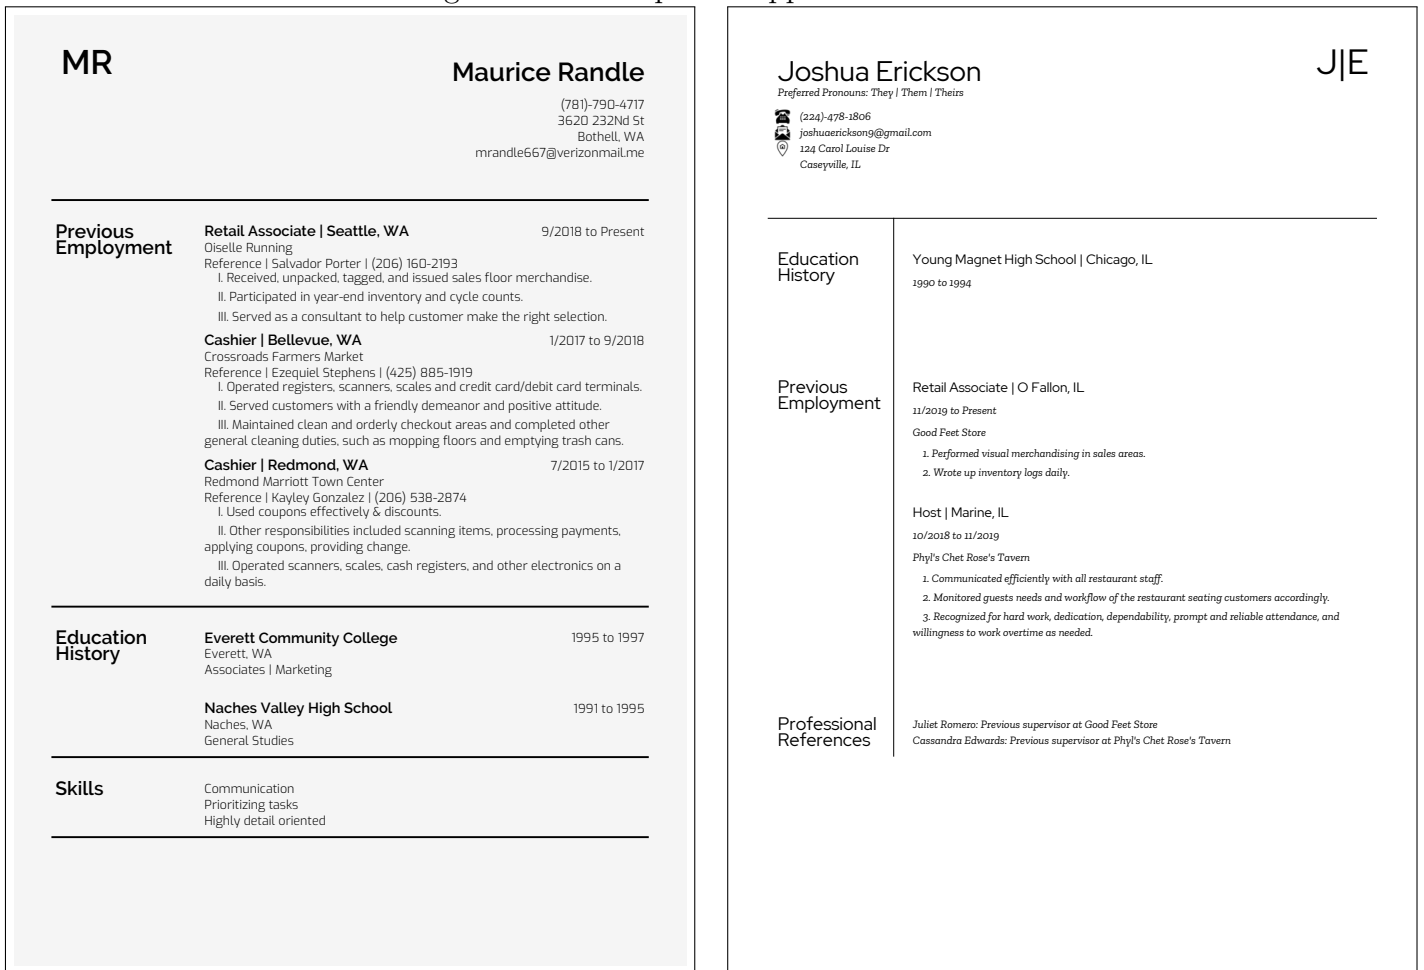 MR
Maurice Randle
(781)-790-4717
3620 232Nd St
Bothell, WA
mrandle667@verizonmail.me
Previous
Employment
Retail Associate | Seattle, WA
9/2018 to Present
Oiselle Running
Reference | Salvador Porter | (206) 160-2193
I. Received, unpacked, tagged, and issued sales floor merchandise.
II. Participated in year-end inventory and cycle counts.
III. Served as a consultant to help customer make the right selection.
Cashier | Bellevue, WA
1/2017 to 9/2018
Crossroads Farmers Market
Reference | Ezequiel Stephens | (425) 885-1919
I. Operated registers, scanners, scales and credit card/debit card terminals.
II. Served customers with a friendly demeanor and positive attitude.
III. Maintained clean and orderly checkout areas and completed other
general cleaning duties, such as mopping floors and emptying trash cans.
Cashier | Redmond, WA
7/2015 to 1/2017
Redmond Marriott Town Center
Reference | Kayley Gonzalez | (206) 538-2874
I. Used coupons effectively & discounts.
II. Other responsibilities included scanning items, processing payments,
applying coupons, providing change.
III. Operated scanners, scales, cash registers, and other electronics on a
daily basis.
Education
History
Everett Community College
1995 to 1997
Everett, WA
Associates | Marketing
Naches Valley High School
1991 to 1995
Naches, WA
General Studies
Skills
Communication
Prioritizing tasks
Highly detail oriented
Joshua Erickson
J|E
Preferred Pronouns: They | Them | Theirs
(224)-478-1806
joshuaerickson9@gmail.com
124 Carol Louise Dr
Caseyville, IL
Education
History
Young Magnet High School | Chicago, IL
1990 to 1994
Previous
Employment
Retail Associate | O Fallon, IL
11/2019 to Present
Good Feet Store
1. Performed visual merchandising in sales areas.
2. Wrote up inventory logs daily.
Host | Marine, IL
10/2018 to 11/2019
Phyl's Chet Rose's Tavern
1. Communicated efficiently with all restaurant staff.
2. Monitored guests needs and workflow of the restaurant seating customers accordingly.
3. Recognized for hard work, dedication, dependability, prompt and reliable attendance, and
willingness to work overtime as needed.
Professional
References
Juliet Romero: Previous supervisor at Good Feet Store
Cassandra Edwards: Previous supervisor at Phyl's Chet Rose's Tavern